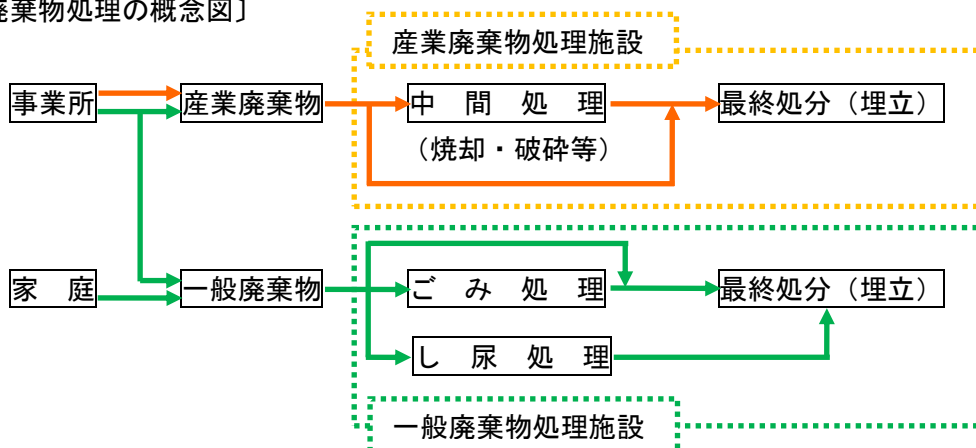 廃棄物処理の概念図〕
産業廃棄物処理施設
事業所
産業廃棄物
中 間 処 理
最終処分（埋立）
（焼却・破砕等）
家 庭
一般廃棄物
ご み 処 理
最終処分（埋立）
し 尿 処 理
一般廃棄物処理施設